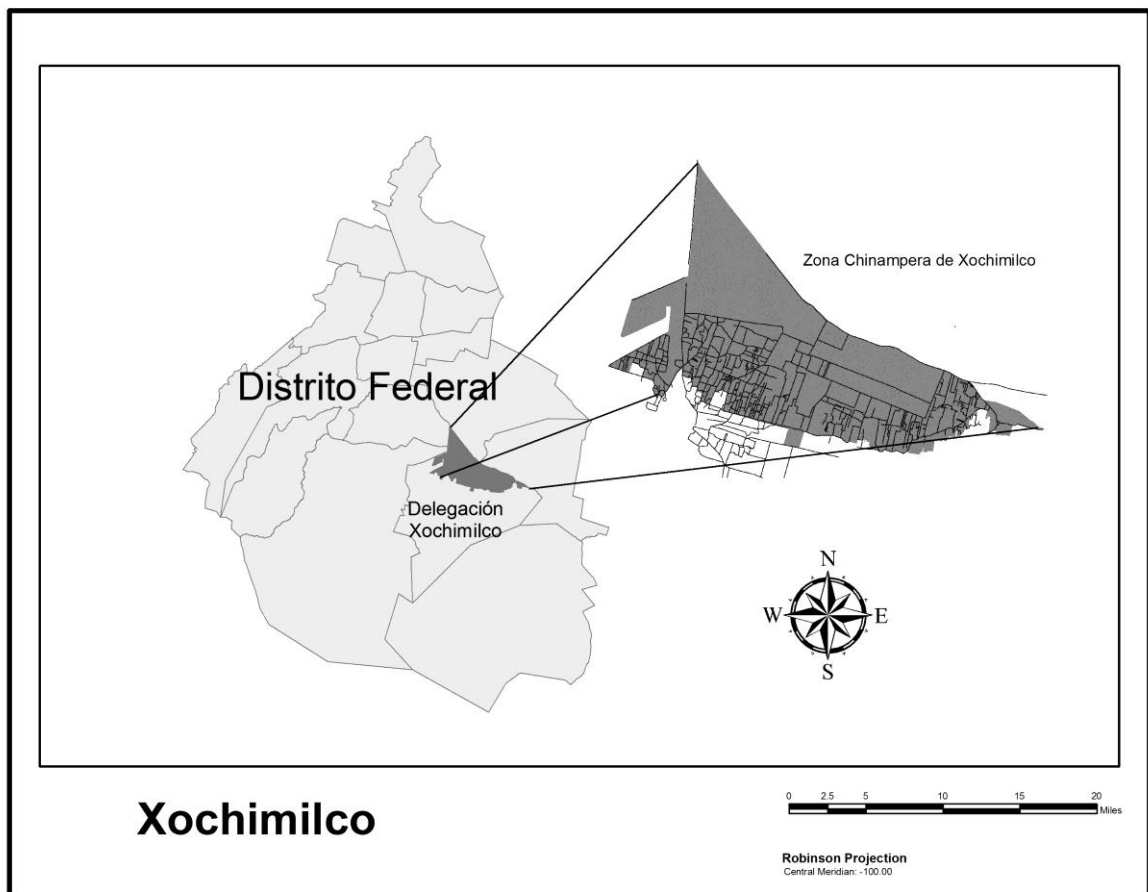 Zona Chinampera de Xochimilco
Distrito Federal
Delegación
Xochimilco
N
W
E
S
Xochimilco
0 2.5 5 10 15 20
Miles
Robinson Projection
Central Meridian: -100.00